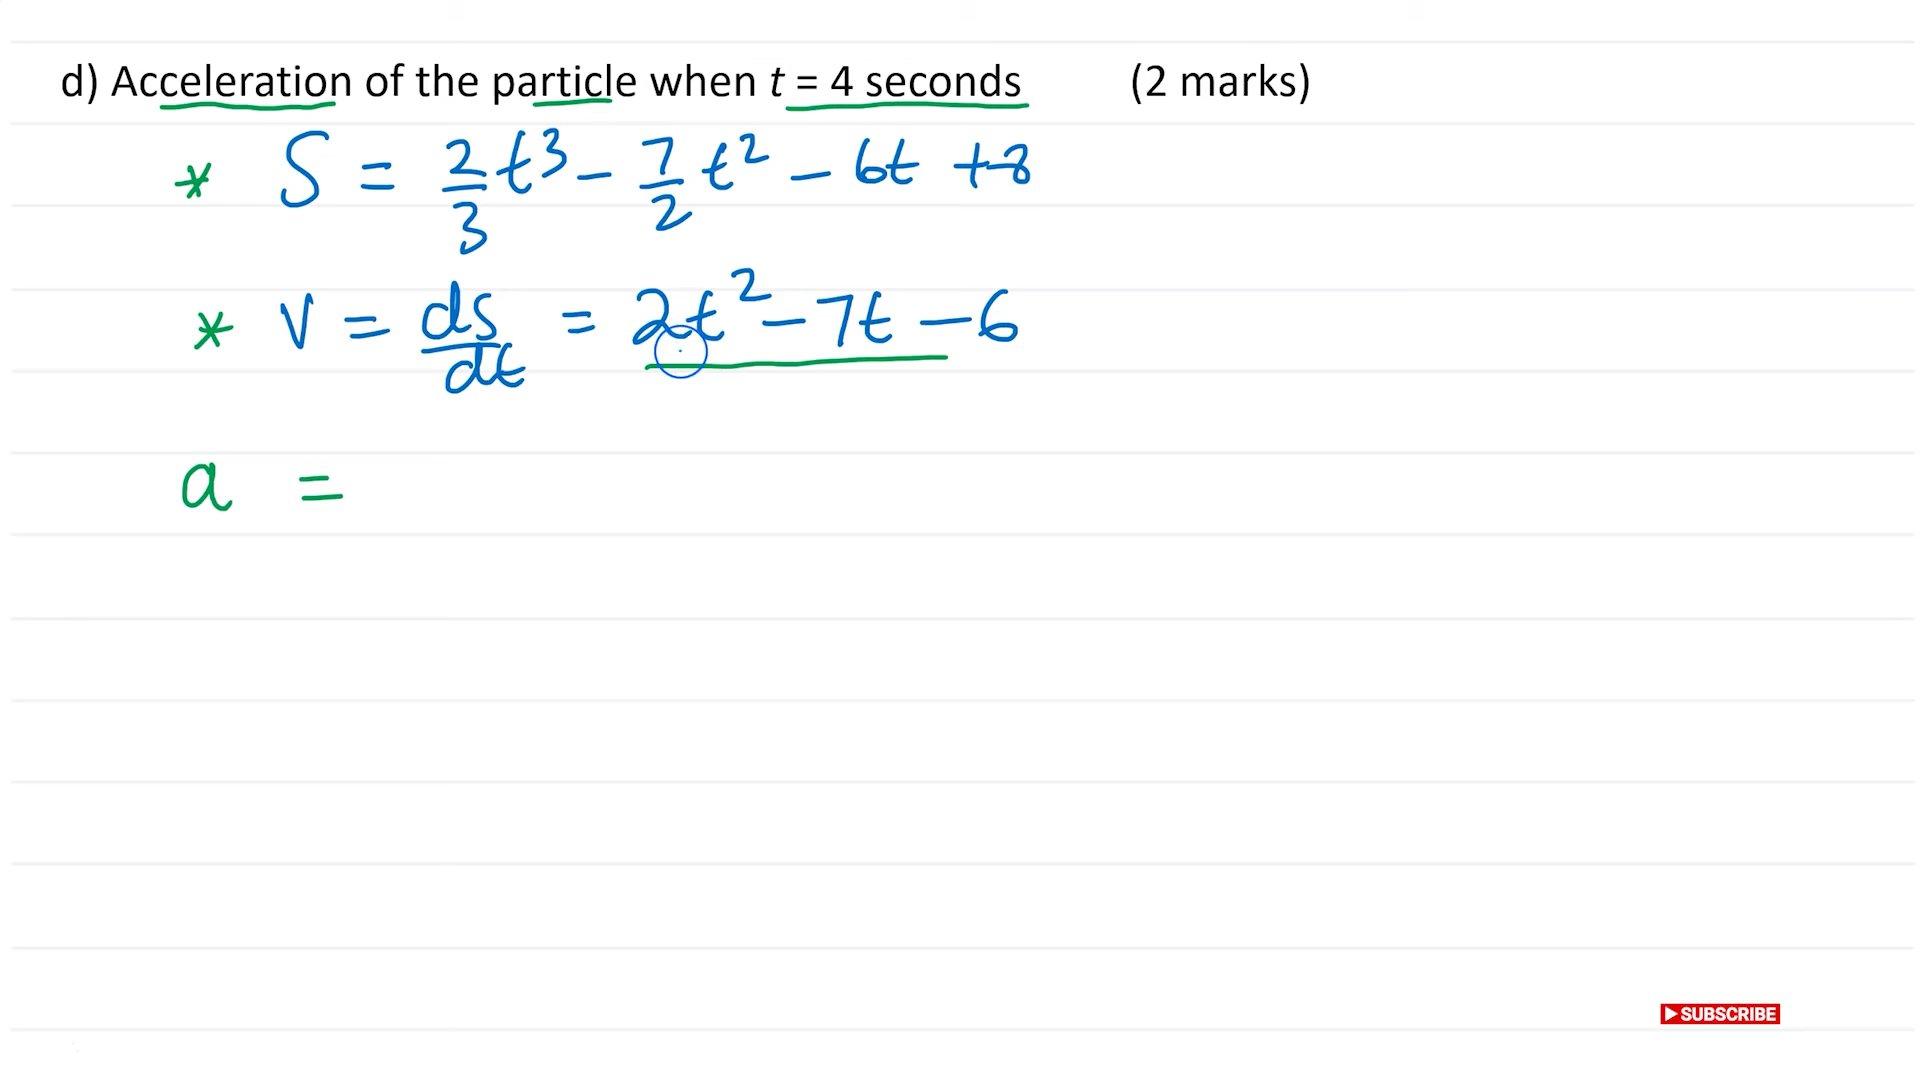 d) Acceleration of the particle when t = 4 seconds (2 marks)
* S = 2/3 t³ - 7/2 t² - 6t + 8
* V = ds/dt = 2t² - 7t - 6
a =
SUBSCRIBE